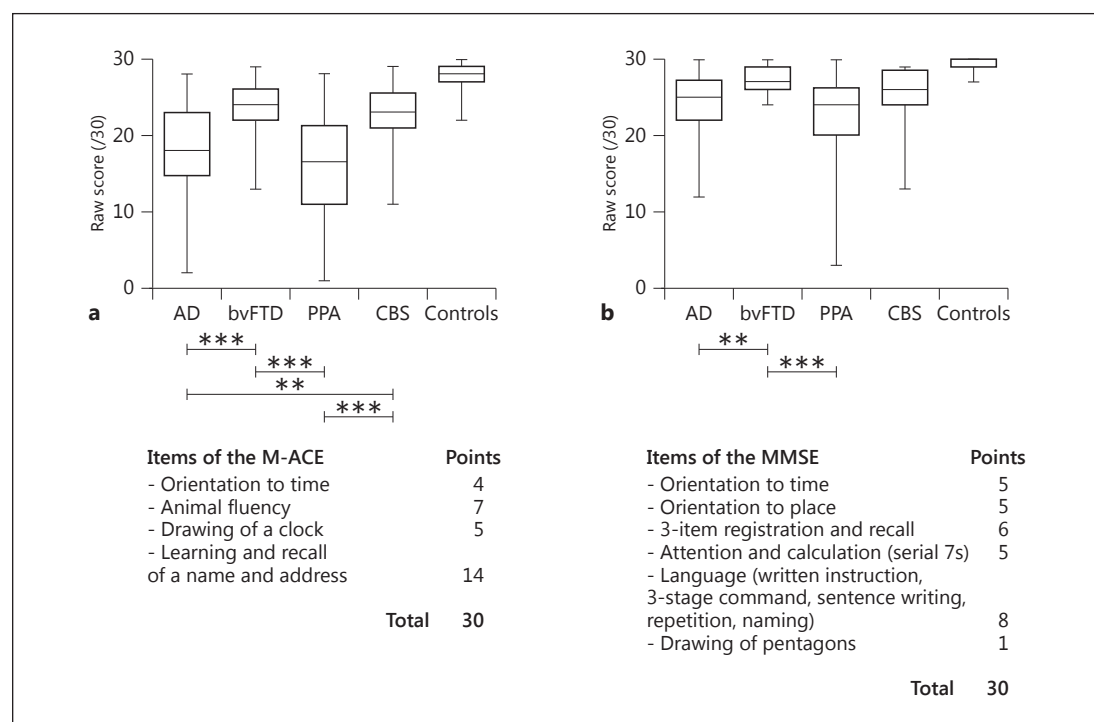 30
20
10
0
Raw score (/30)
AD bvFTD PPA CBS Controls
a
***
***
**
***
Items of the M-ACE Points
- Orientation to time 4
- Animal fluency 7
- Drawing of a clock 5
- Learning and recall
of a name and address 14
Total 30
30
20
10
0
Raw score (/30)
AD bvFTD PPA CBS Controls
b
**
***
Items of the MMSE Points
- Orientation to time 5
- Orientation to place 5
- 3-item registration and recall 6
- Attention and calculation (serial 7s) 5
- Language (written instruction,
3-stage command, sentence writing,
repetition, naming) 8
- Drawing of pentagons 1
Total 30